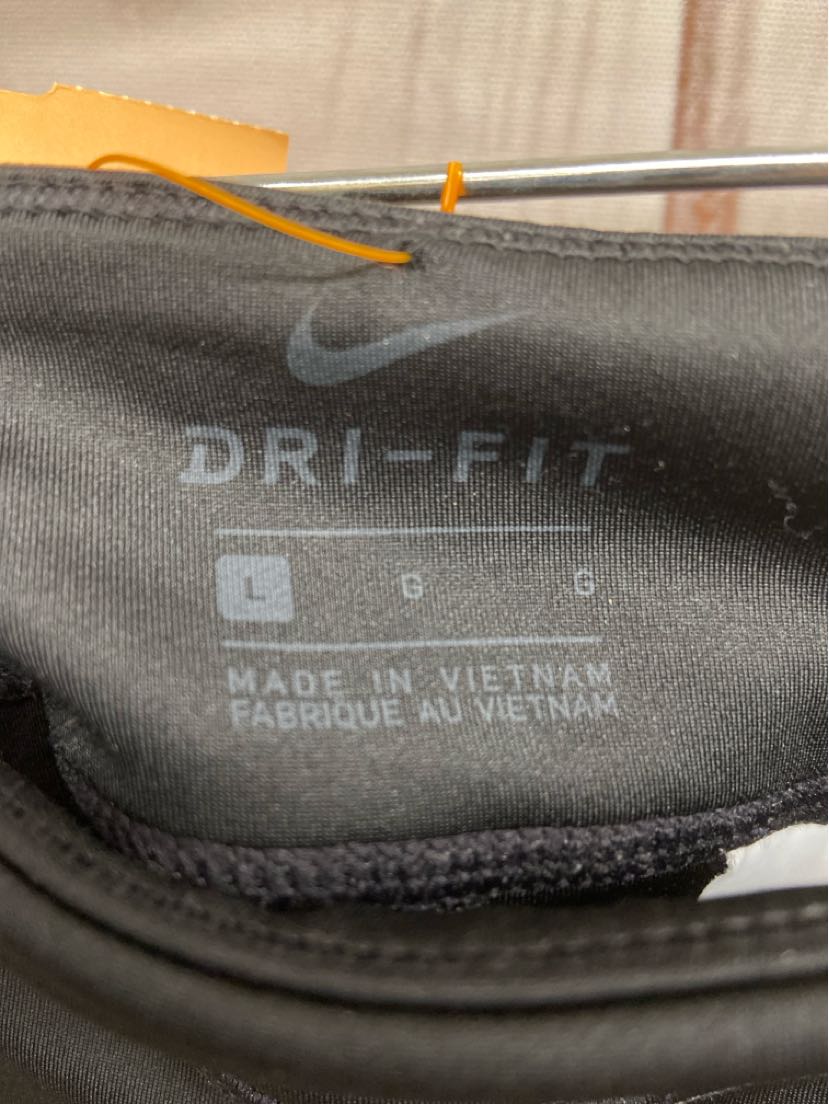 DRI-FIT
L G G
MADE IN VIETNAM
FABRIQUE AU VIETNAM